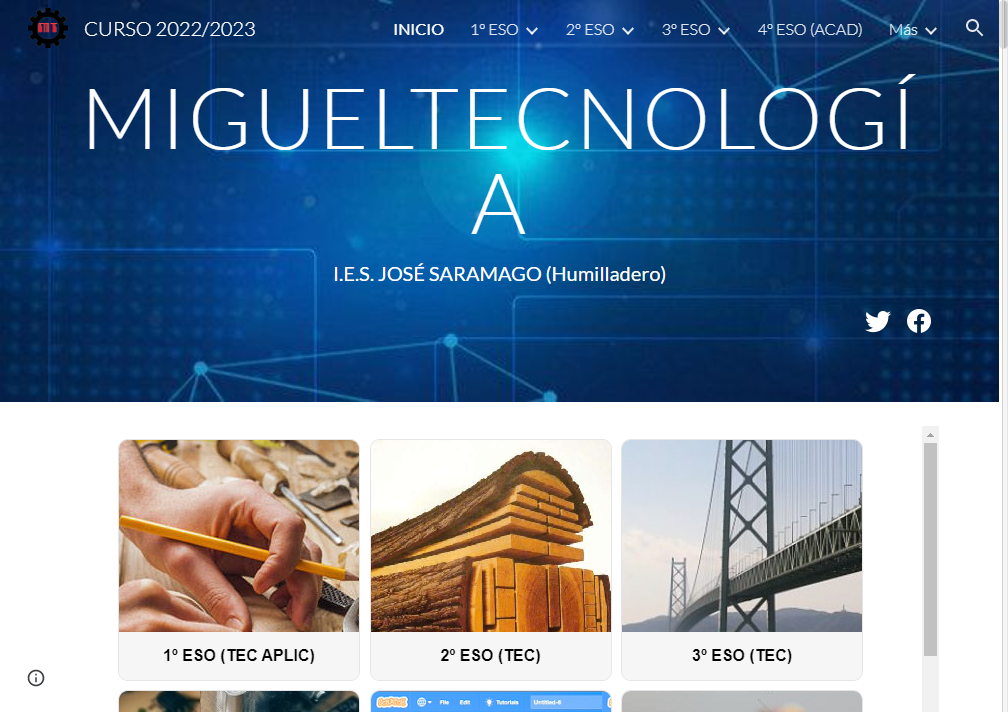 MT
CURSO 2022/2023
INICIO
1º ESO
2º ESO
3º ESO
4º ESO (ACAD)
Más
MIGUELTECNOLOGÍ
A
I.E.S. JOSÉ SARAMAGO (Humilladero)
1º ESO (TEC APLIC)
2º ESO (TEC)
3º ESO (TEC)
File
Edit
Tutorials
Untitled-6